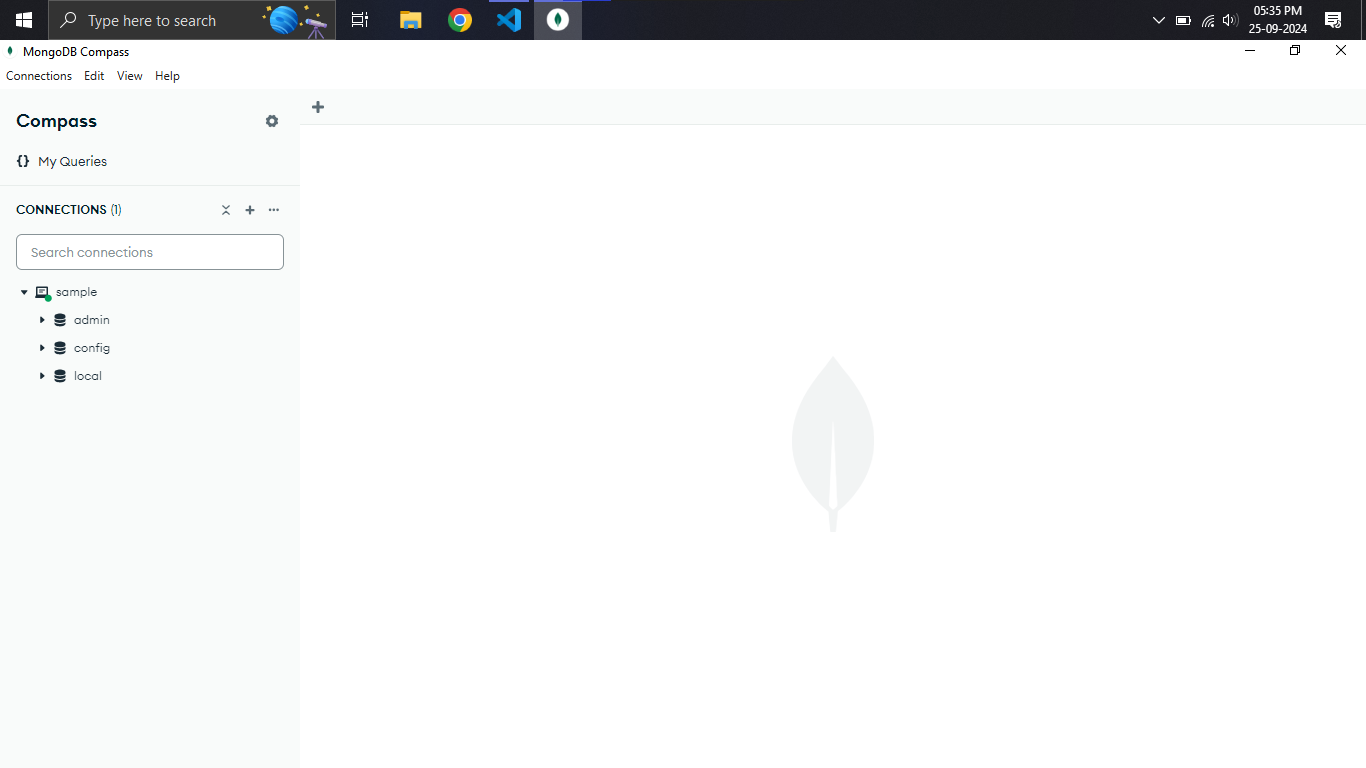 Type here to search
05:35 PM
25-09-2024
MongoDB Compass
Connections Edit View Help
Compass
{} My Queries
CONNECTIONS (1)
Search connections
sample
admin
config
local